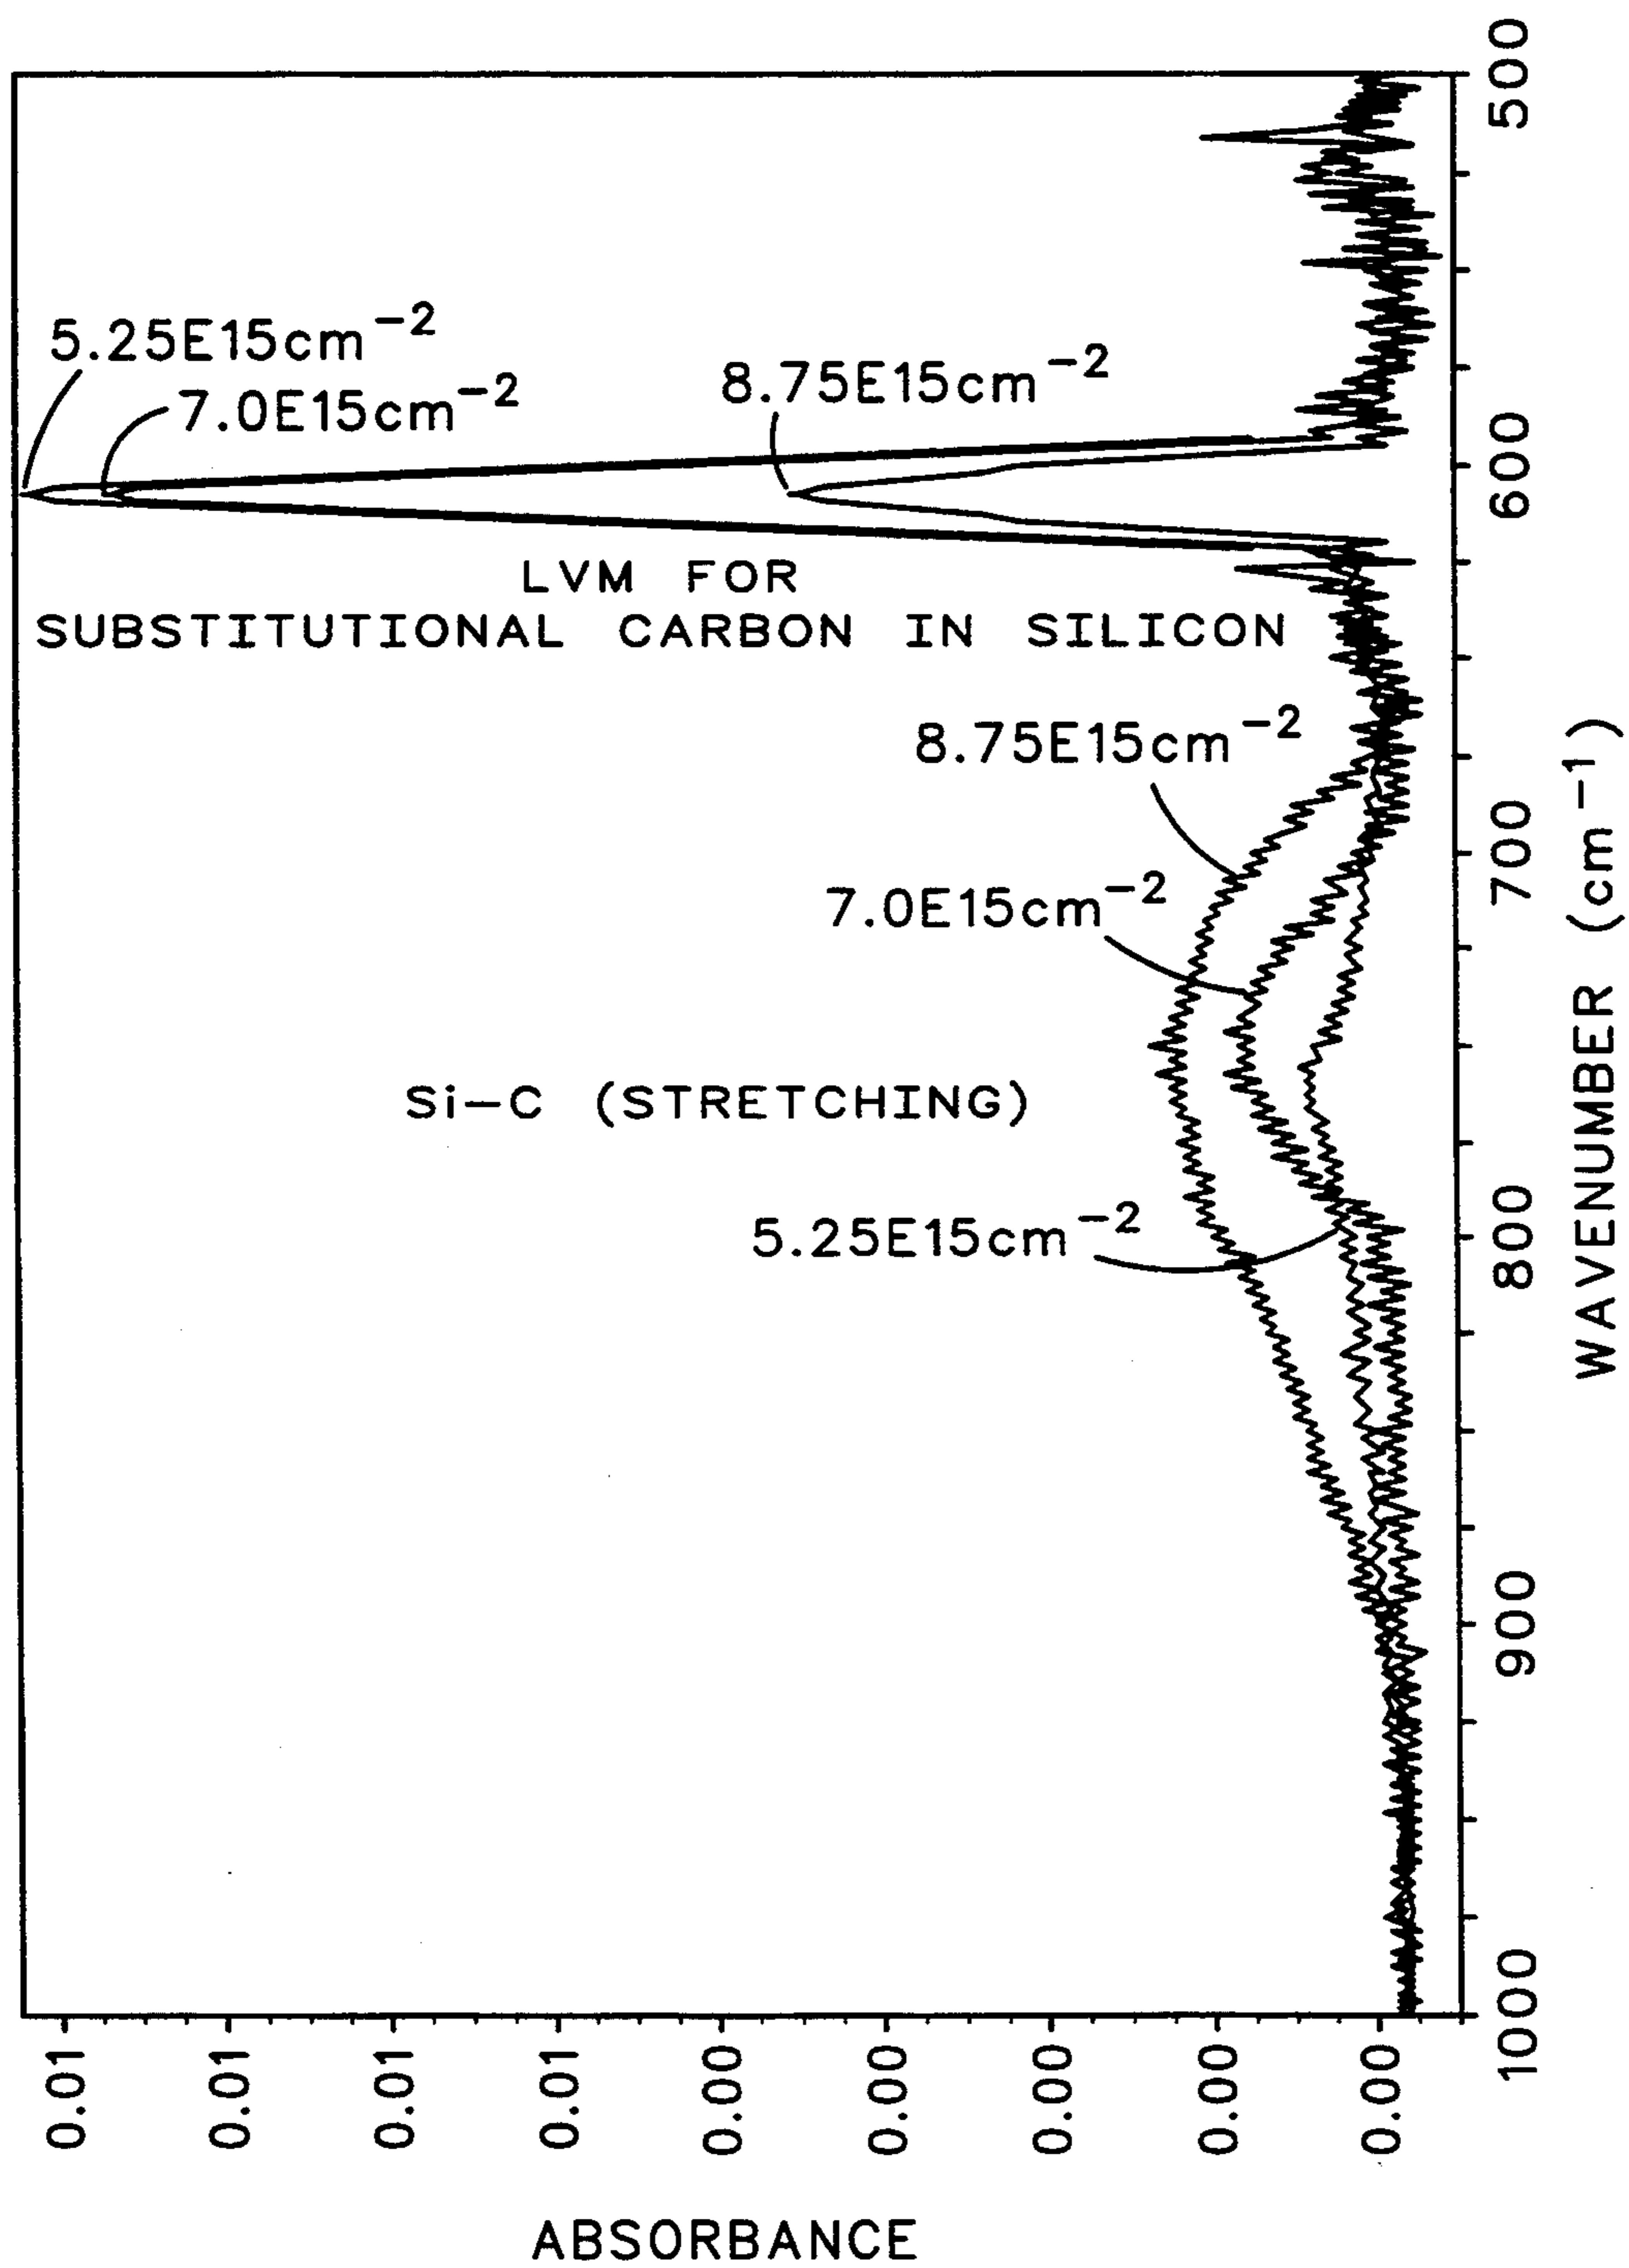 5.25E15cm⁻²
7.0E15cm⁻²
8.75E15cm⁻²
LVM FOR
SUBSTITUTIONAL CARBON IN SILICON
8.75E15cm⁻²
7.0E15cm⁻²
Si-C (STRETCHING)
5.25E15cm⁻²
500
600
700
800
900
1000
WAVENUMBER (cm⁻¹)
0.01
0.01
0.01
0.01
0.00
0.00
0.00
0.00
0.00
ABSORBANCE